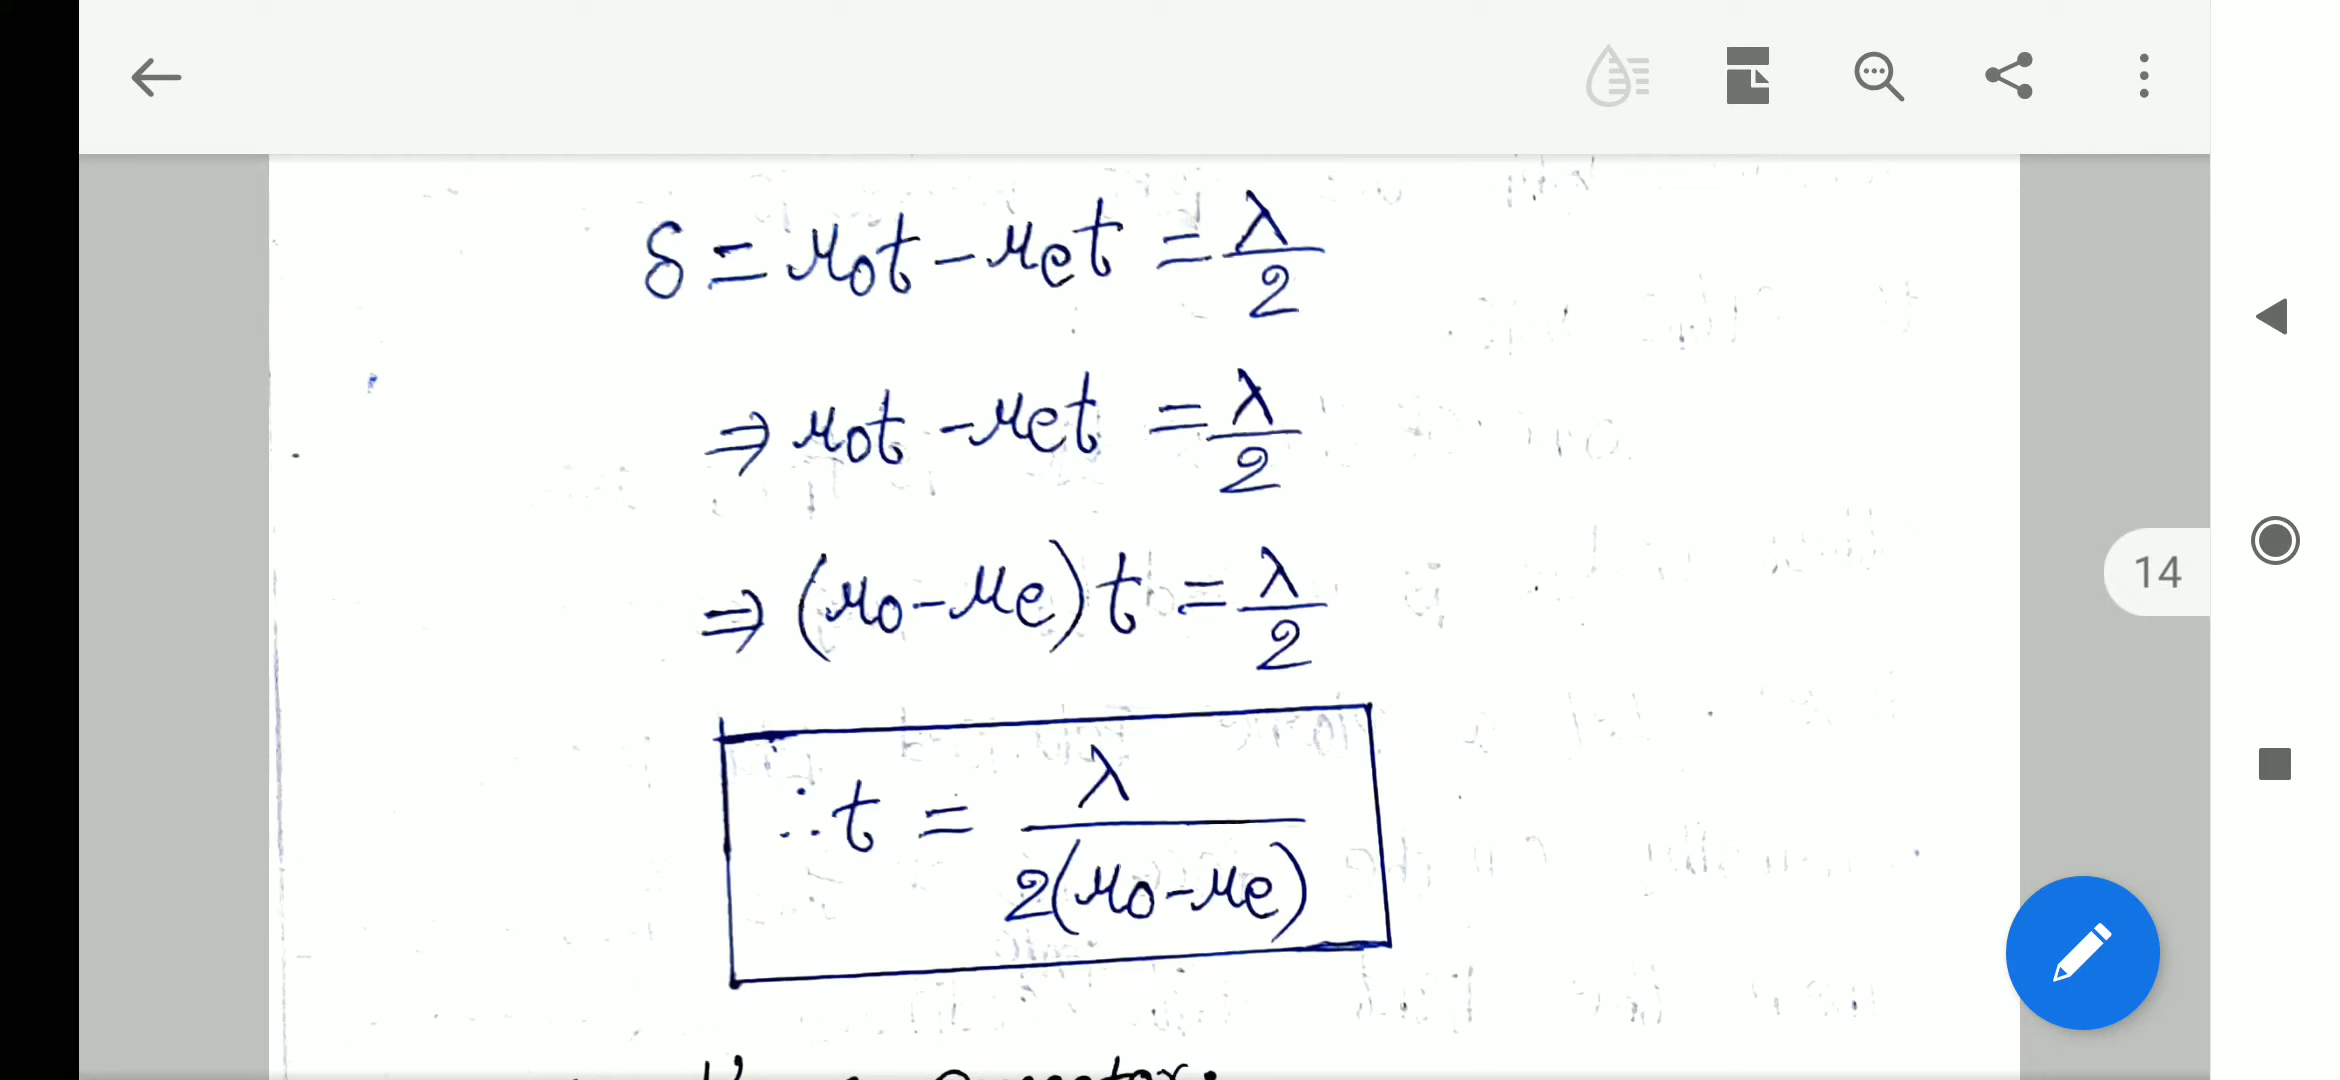 δ = μ₀t - μₑt = λ/2
⇒ μ₀t - μₑt = λ/2
⇒ (μ₀ - μₑ)t = λ/2
14
∴ t = λ/2(μ₀ - μₑ)